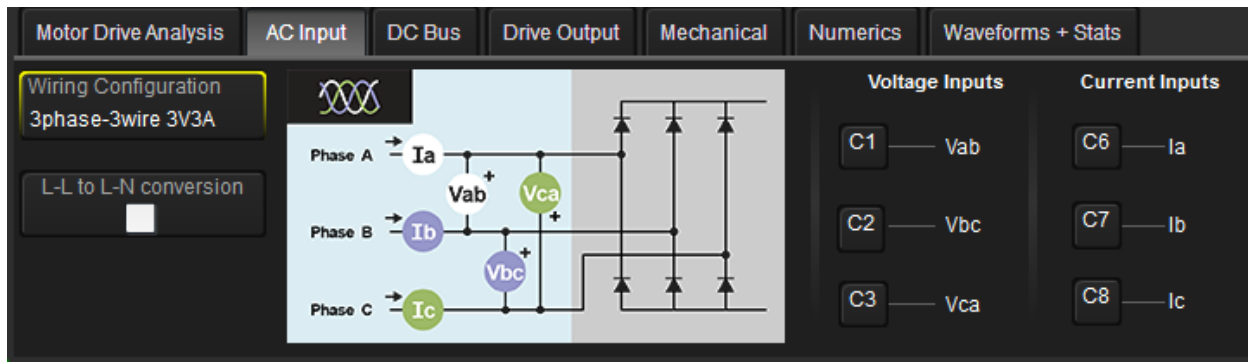 Motor Drive Analysis
AC Input
DC Bus
Drive Output
Mechanical
Numerics
Waveforms + Stats
Wiring Configuration
3phase-3wire 3V3A
L-L to L-N conversion
Phase A
Ia
Vab
+
Vca
+
Phase B
Ib
Vbc
+
Phase C
Ic
Voltage Inputs
C1
Vab
C2
Vbc
C3
Vca
Current Inputs
C6
Ia
C7
Ib
C8
Ic